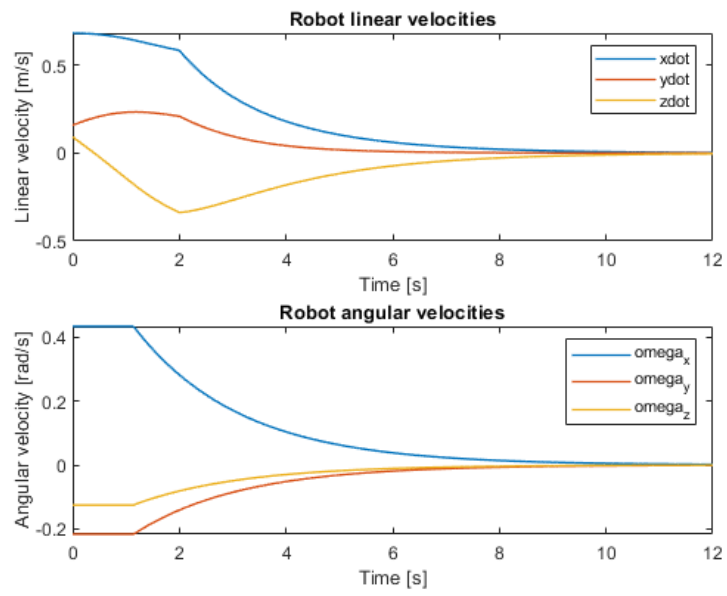 Robot linear velocities
Linear velocity [m/s]
0.5
0
-0.5
xdot
ydot
zdot
0 2 4 6 8 10 12
Time [s]
Robot angular velocities
Angular velocity [rad/s]
0.4
0.2
0
-0.2
omega_x
omega_y
omega_z
0 2 4 6 8 10 12
Time [s]